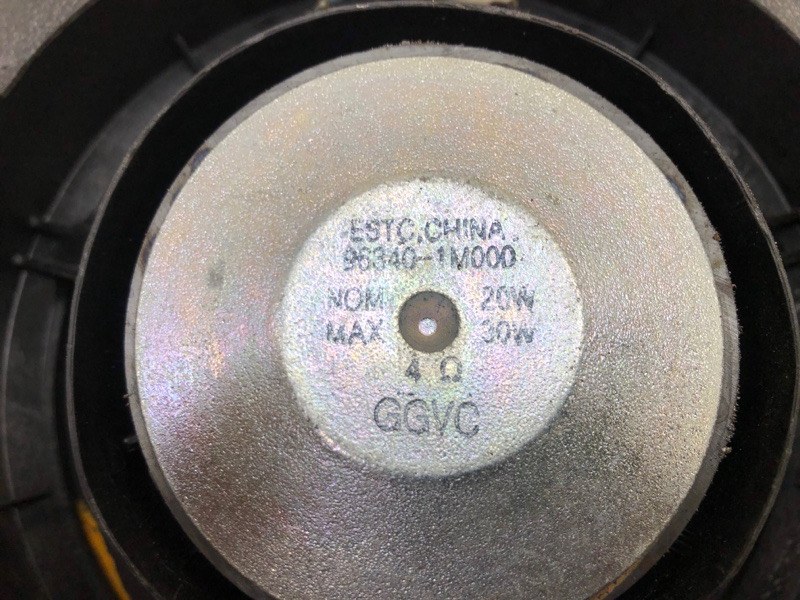 ESTC,CHINA
96340-1M000
NOM 20W
MAX 30W
4 Ω
GGVC